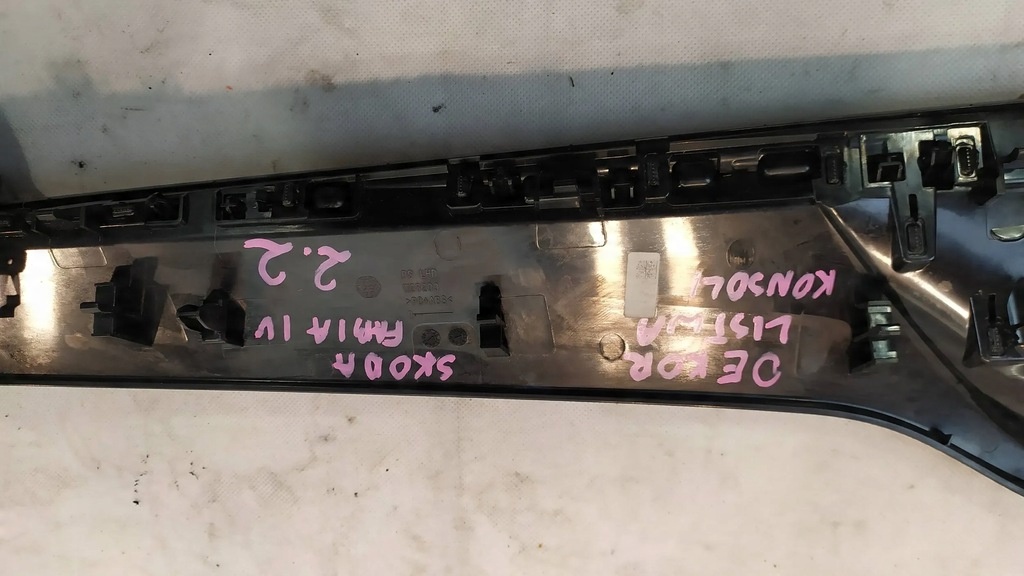 DEKOR
LISTWA
KONSOLI
SKODA
FABIA IV
2.2